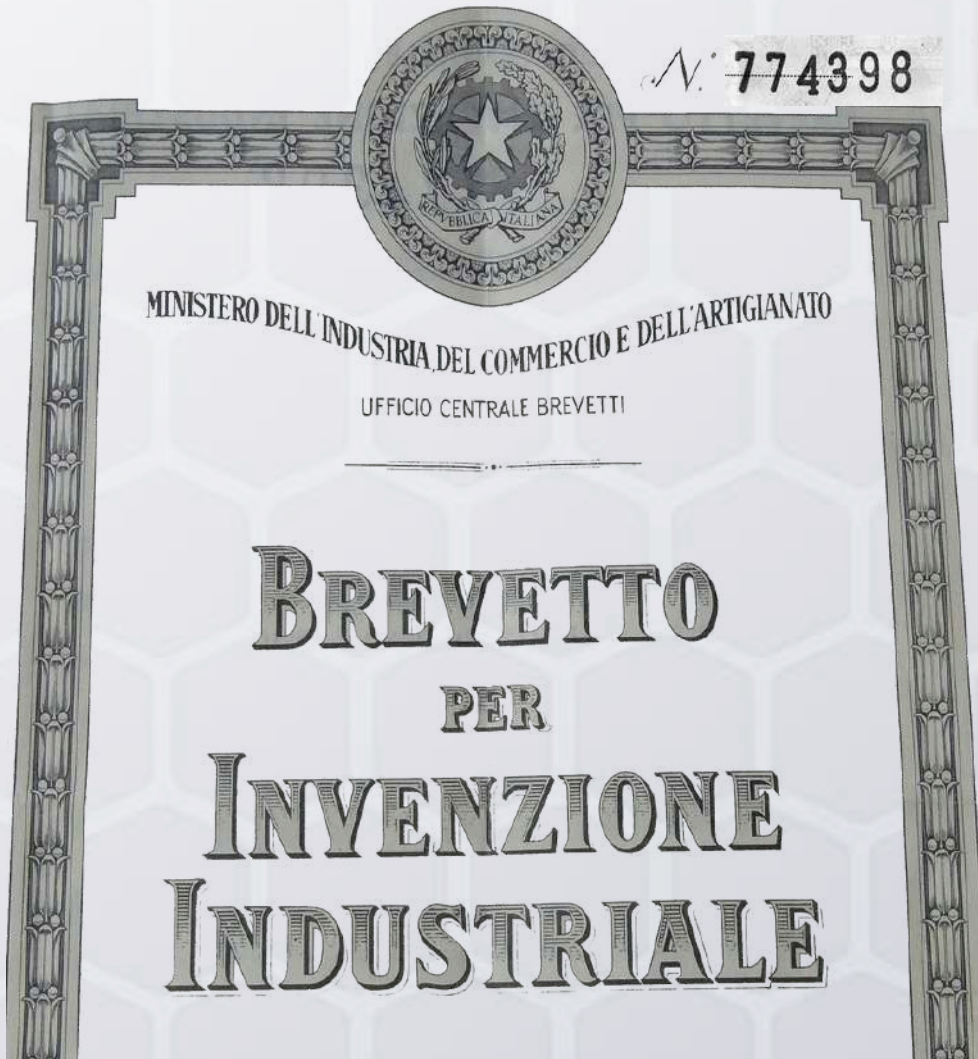 N. 774398
REPVBBLICA ITALIANA
MINISTERO DELL'INDUSTRIA, DEL COMMERCIO E DELL'ARTIGIANATO
UFFICIO CENTRALE BREVETTI
BREVETTO
PER
INVENZIONE
INDUSTRIALE